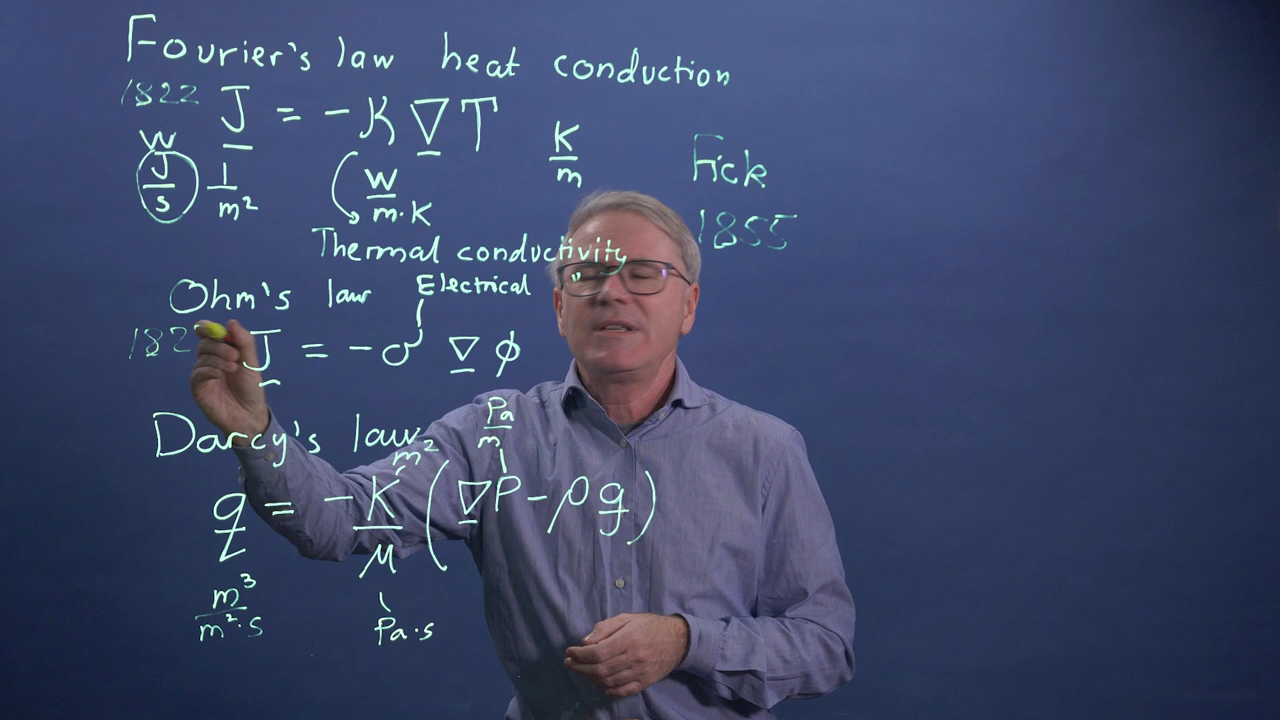 Fourier's law heat conduction
1822 J = - K ∇ T
W
J/s 1/m² W/m·K K/m
Thermal conductivity
Fick
1855
Ohm's law Electrical "
J = - σ ∇ φ
Darcy's law
m² Pa/m
q = - K/μ (∇P - ρ g)
m³/m²·s Pa·s